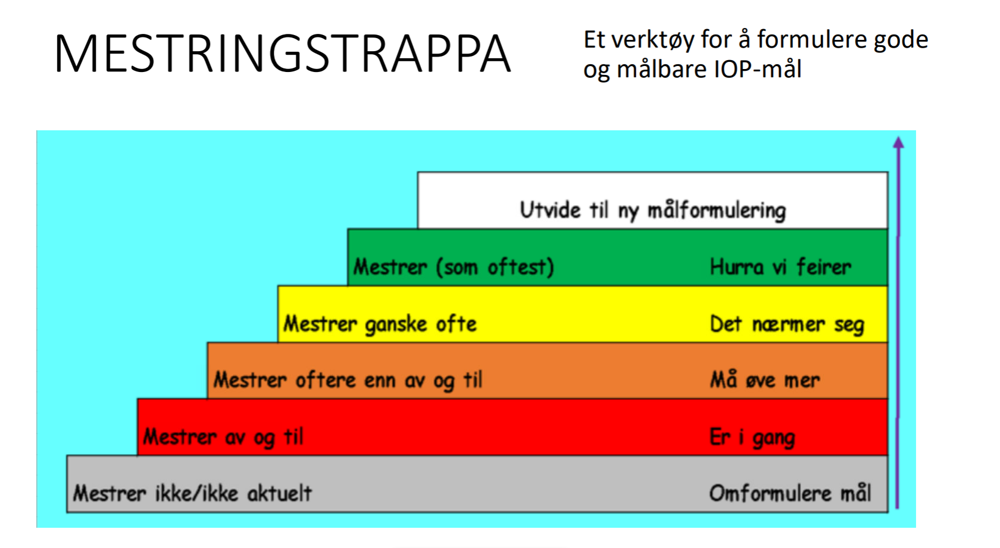 MESTRINGSTRAPPA
Et verktøy for å formulere gode
og målbare IOP-mål
Utvide til ny målformulering
Mestrer (som oftest) Hurra vi feirer
Mestrer ganske ofte Det nærmer seg
Mestrer oftere enn av og til Må øve mer
Mestrer av og til Er i gang
Mestrer ikke/ikke aktuelt Omformulere mål